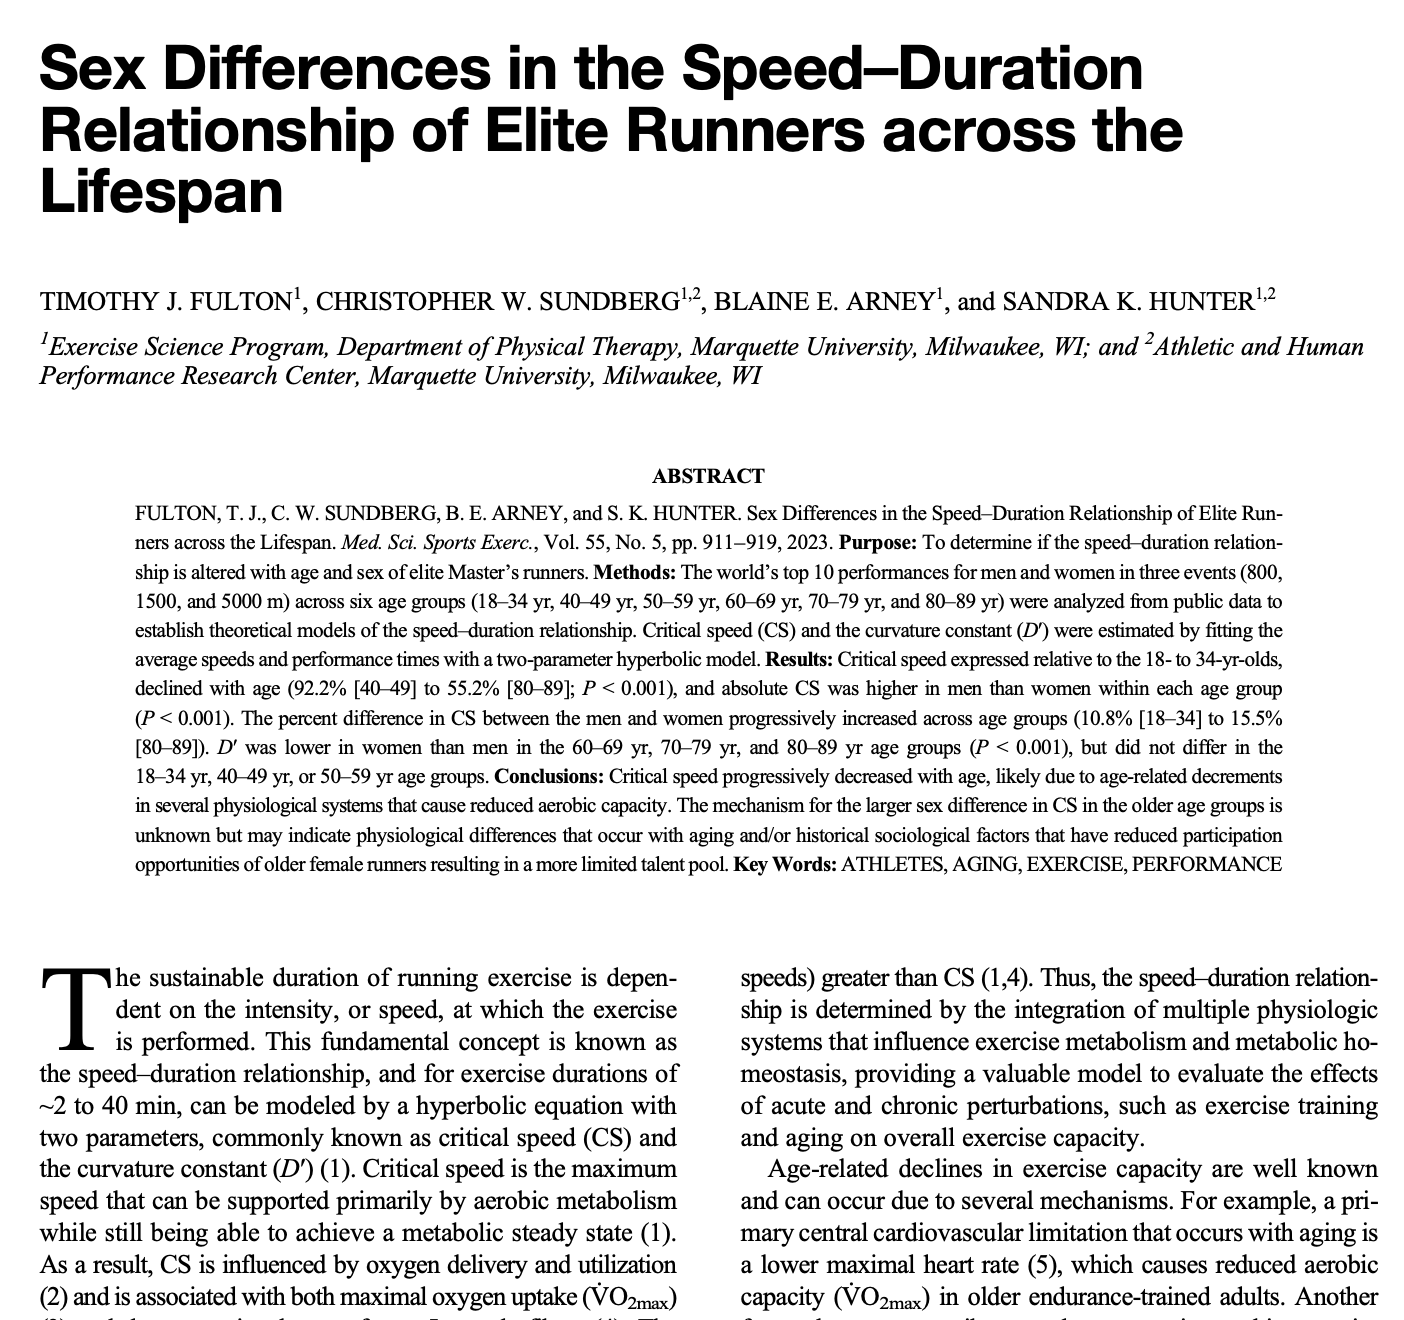 Sex Differences in the Speed–Duration
Relationship of Elite Runners across the
Lifespan
TIMOTHY J. FULTON1, CHRISTOPHER W. SUNDBERG1,2, BLAINE E. ARNEY1, and SANDRA K. HUNTER1,2
1Exercise Science Program, Department of Physical Therapy, Marquette University, Milwaukee, WI; and 2Athletic and Human
Performance Research Center, Marquette University, Milwaukee, WI
ABSTRACT
FULTON, T. J., C. W. SUNDBERG, B. E. ARNEY, and S. K. HUNTER. Sex Differences in the Speed–Duration Relationship of Elite Run-
ners across the Lifespan. Med. Sci. Sports Exerc., Vol. 55, No. 5, pp. 911–919, 2023. Purpose: To determine if the speed–duration relation-
ship is altered with age and sex of elite Master's runners. Methods: The world's top 10 performances for men and women in three events (800,
1500, and 5000 m) across six age groups (18–34 yr, 40–49 yr, 50–59 yr, 60–69 yr, 70–79 yr, and 80–89 yr) were analyzed from public data to
establish theoretical models of the speed–duration relationship. Critical speed (CS) and the curvature constant (D′) were estimated by fitting the
average speeds and performance times with a two-parameter hyperbolic model. Results: Critical speed expressed relative to the 18- to 34-yr-olds,
declined with age (92.2% [40–49] to 55.2% [80–89]; P < 0.001), and absolute CS was higher in men than women within each age group
(P < 0.001). The percent difference in CS between the men and women progressively increased across age groups (10.8% [18–34] to 15.5%
[80–89]). D′ was lower in women than men in the 60–69 yr, 70–79 yr, and 80–89 yr age groups (P < 0.001), but did not differ in the
18–34 yr, 40–49 yr, or 50–59 yr age groups. Conclusions: Critical speed progressively decreased with age, likely due to age-related decrements
in several physiological systems that cause reduced aerobic capacity. The mechanism for the larger sex difference in CS in the older age groups is
unknown but may indicate physiological differences that occur with aging and/or historical sociological factors that have reduced participation
opportunities of older female runners resulting in a more limited talent pool. Key Words: ATHLETES, AGING, EXERCISE, PERFORMANCE
The sustainable duration of running exercise is depen-
dent on the intensity, or speed, at which the exercise
is performed. This fundamental concept is known as
the speed–duration relationship, and for exercise durations of
~2 to 40 min, can be modeled by a hyperbolic equation with
two parameters, commonly known as critical speed (CS) and
the curvature constant (D′) (1). Critical speed is the maximum
speed that can be supported primarily by aerobic metabolism
while still being able to achieve a metabolic steady state (1).
As a result, CS is influenced by oxygen delivery and utilization
(2) and is associated with both maximal oxygen uptake (V̇O2max)
speeds) greater than CS (1,4). Thus, the speed–duration relation-
ship is determined by the integration of multiple physiologic
systems that influence exercise metabolism and metabolic ho-
meostasis, providing a valuable model to evaluate the effects
of acute and chronic perturbations, such as exercise training
and aging on overall exercise capacity.
Age-related declines in exercise capacity are well known
and can occur due to several mechanisms. For example, a pri-
mary central cardiovascular limitation that occurs with aging is
a lower maximal heart rate (5), which causes reduced aerobic
capacity (V̇O2max) in older endurance-trained adults. Another